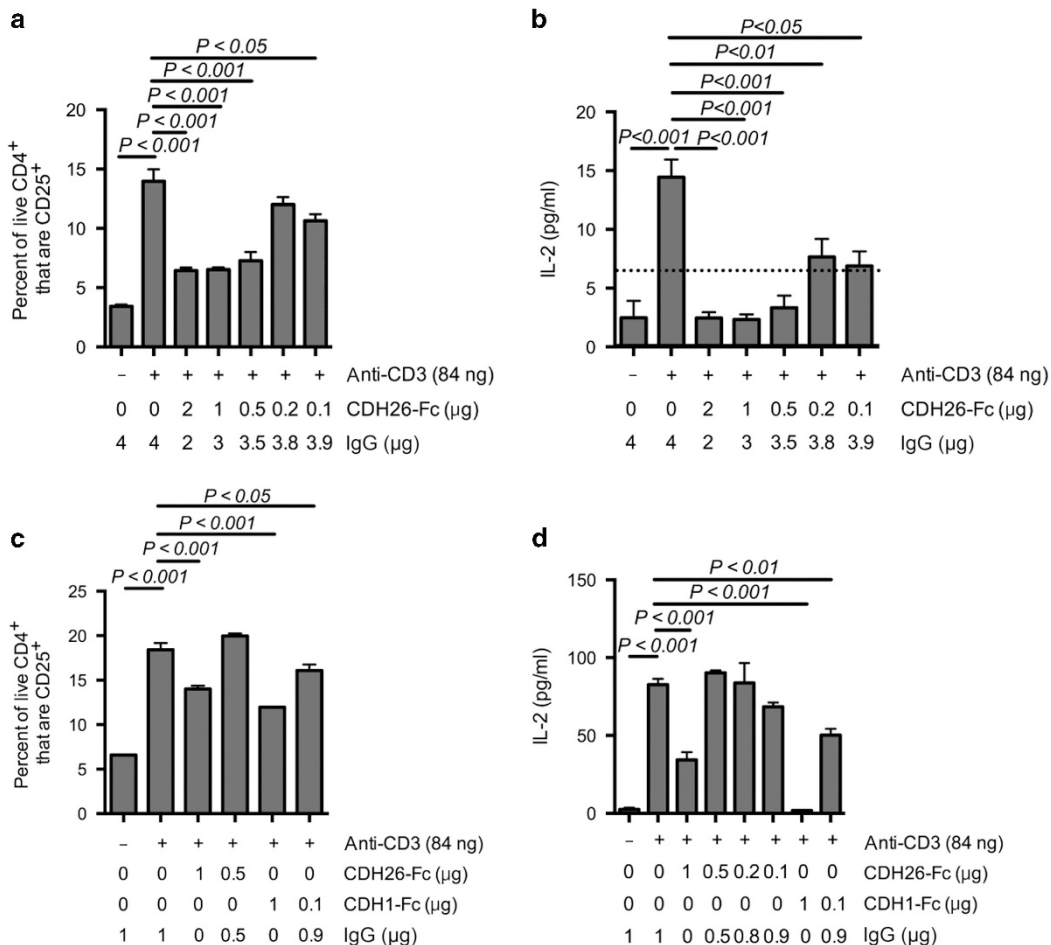 a
P < 0.05
P < 0.001
P < 0.001
P < 0.001
P < 0.001
20
15
10
5
0
Percent of live CD4+
that are CD25+
– + + + + + + Anti-CD3 (84 ng)
0 0 2 1 0.5 0.2 0.1 CDH26-Fc (µg)
4 4 2 3 3.5 3.8 3.9 IgG (µg)
b
P<0.05
P<0.01
P<0.001
P<0.001
P<0.001 P<0.001
20
15
10
5
0
IL-2 (pg/ml)
– + + + + + + Anti-CD3 (84 ng)
0 0 2 1 0.5 0.2 0.1 CDH26-Fc (µg)
4 4 2 3 3.5 3.8 3.9 IgG (µg)
c
P < 0.05
P < 0.001
P < 0.001
P < 0.001
25
20
15
10
5
0
Percent of live CD4+
that are CD25+
– + + + + + Anti-CD3 (84 ng)
0 0 1 0.5 0 0 CDH26-Fc (µg)
0 0 0 0 1 0.1 CDH1-Fc (µg)
1 1 0 0.5 0 0.9 IgG (µg)
d
P < 0.01
P < 0.001
P < 0.001
P < 0.001
150
100
50
0
IL-2 (pg/ml)
– + + + + + + + Anti-CD3 (84 ng)
0 0 1 0.5 0.2 0.1 0 0 CDH26-Fc (µg)
0 0 0 0 0 0 1 0.1 CDH1-Fc (µg)
1 1 0 0.5 0.8 0.9 0 0.9 IgG (µg)